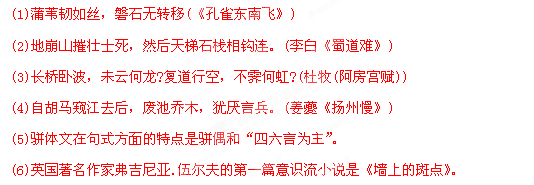 (1)蒲苇韧如丝，磐石无转移(《孔雀东南飞》)
(2)地崩山摧壮士死，然后天梯石栈相钩连。(李白《蜀道难》)
(3)长桥卧波，未云何龙?复道行空，不霁何虹?(杜牧(阿房宫赋))
(4)自胡马窥江去后，废池乔木，犹厌言兵。(姜夔《扬州慢》)
(5)骈体文在句式方面的特点是骈偶和“四六言为主”。
(6)英国著名作家弗吉尼亚.伍尔夫的第一篇意识流小说是《墙上的斑点》。